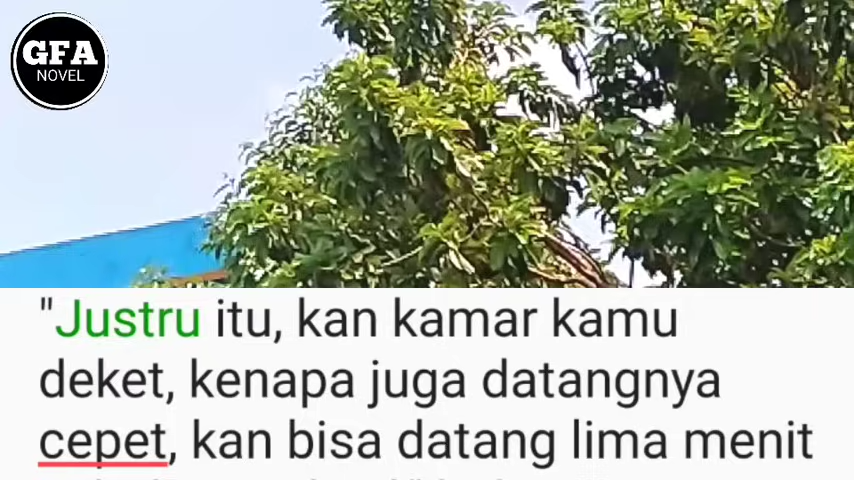 GFA
NOVEL
"Justru itu, kan kamar kamu
deket, kenapa juga datangnya
cepet, kan bisa datang lima menit